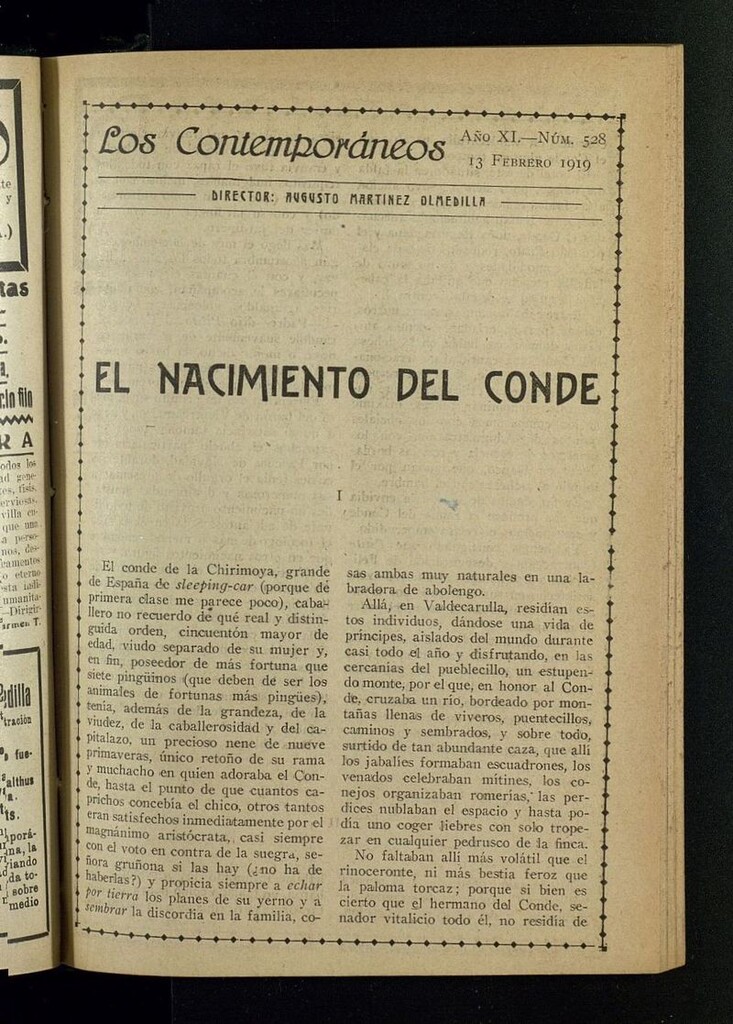 Los Contemporáneos
Año XI.—Núm. 528
13 Febrero 1919
DIRECTOR: AUGUSTO MARTINEZ OLMEDILLA
EL NACIMIENTO DEL CONDE
I
El conde de la Chirimoya, grande
de España de sleeping-car (porque de
primera clase me parece poco), caba-
llero no recuerdo de qué real y distin-
guida orden, cincuentón mayor de
edad, viudo separado de su mujer y,
en fin, poseedor de más fortuna que
siete pingüinos (que deben de ser los
animales de fortunas más pingües),
tenía, además de la grandeza, de la
viudez, de la caballerosidad y del ca-
pitalazo, un precioso nene de nueve
primaveras, único retoño de su rama
y muchacho en quien adoraba el Con-
de, hasta el punto de que cuantos ca-
prichos concebía el chico, otros tantos
eran satisfechos inmediatamente por el
magnánimo aristócrata, casi siempre
con el voto en contra de la suegra, se-
ñora gruñona si las hay (¿no ha de
haberlas?) y propicia siempre a echar
por tierra los planes de su yerno y a
sembrar la discordia en la familia, co-
sas ambas muy naturales en una la-
bradora de abolengo.
Allá, en Valdecarulla, residían es-
tos individuos, dándose una vida de
príncipes, aislados del mundo durante
casi todo el año y disfrutando, en las
cercanías del pueblecillo, un estupen-
do monte, por el que, en honor al Con-
de, cruzaba un río, bordeado por mon-
tañas llenas de viveros, puentecillos,
caminos y sembrados, y sobre todo,
surtido de tan abundante caza, que allí
los jabalíes formaban escuadrones, los
venados celebraban mítines, los co-
nejos organizaban romerías, las per-
dices nublaban el espacio y hasta po-
día uno coger liebres con solo trope-
zar en cualquier pedrusco de la finca.
No faltaban allí más volátil que el
rinoceronte, ni más bestia feroz que
la paloma torcaz; porque si bien es
cierto que el hermano del Conde, se-
nador vitalicio todo él, no residía de